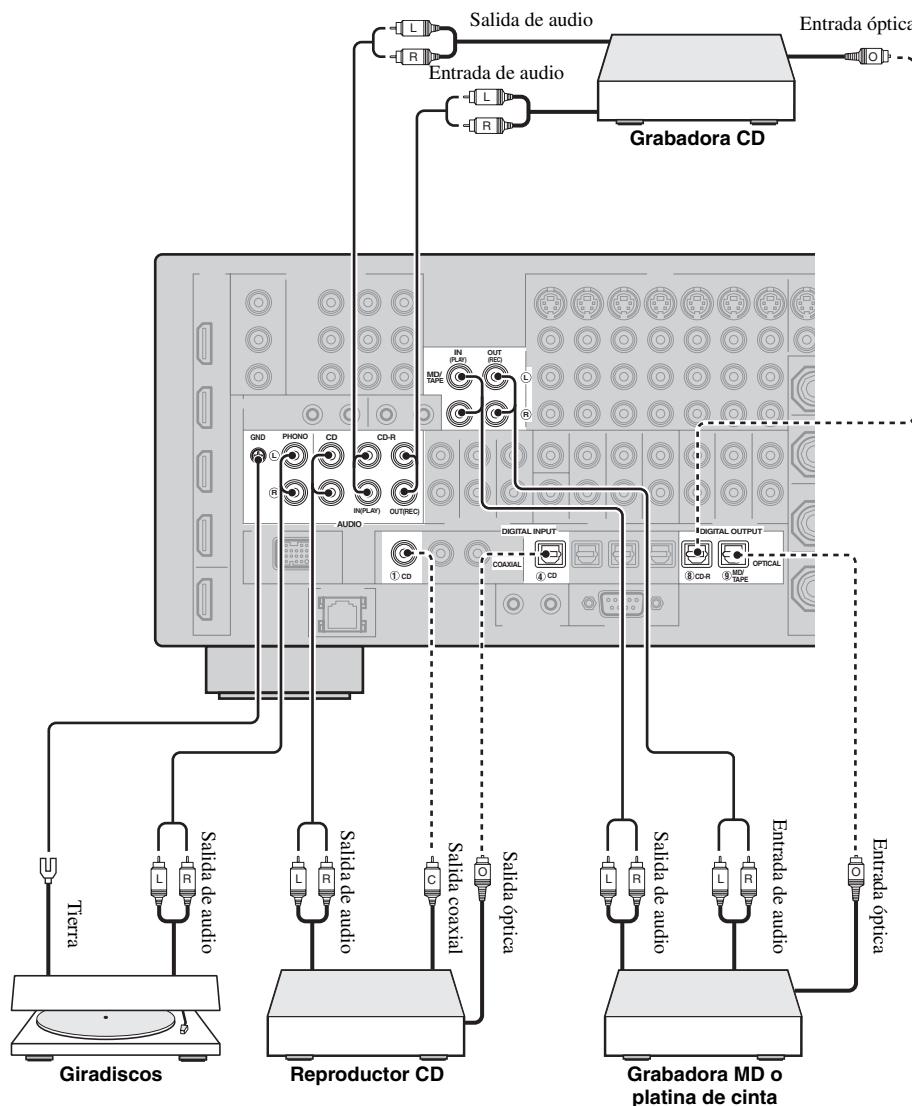 Salida de audio
Entrada óptica
L
R
O
Entrada de audio
L
R
Grabadora CD
IN
(PLAY)
OUT
(REC)
MD/
TAPE
L
R
GND
PHONO
CD
CD-R
L
R
IN(PLAY)
OUT(REC)
AUDIO
DIGITAL INPUT
DIGITAL OUTPUT
COAXIAL
OPTICAL
① CD
④ CD
⑧ CD-R
⑨ MD/
TAPE
Tierra
L
R
Salida de audio
L
R
Salida de audio
C
Salida coaxial
O
Salida óptica
L
R
Salida de audio
L
R
Entrada de audio
O
Entrada óptica
Giradiscos
Reproductor CD
Grabadora MD o
platina de cinta